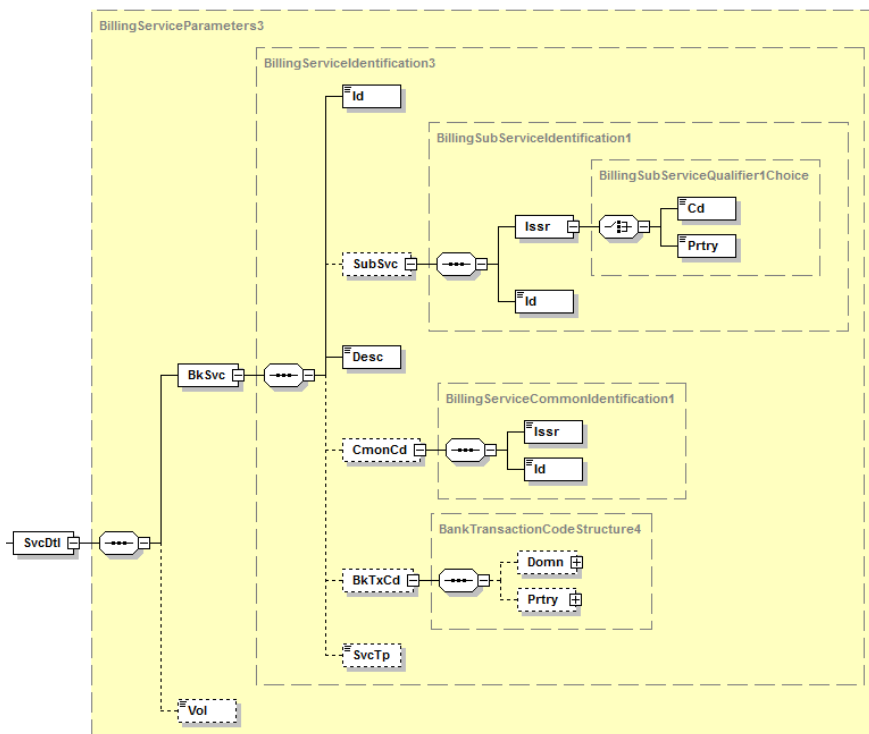 BillingServiceParameters3
BillingServiceIdentification3
Id
BillingSubServiceIdentification1
BillingSubServiceQualifier1Choice
Cd
Issr
Prtry
SubSvc
Id
Desc
BkSvc
BillingServiceCommonIdentification1
Issr
CmonCd
Id
BankTransactionCodeStructure4
SvcDtl
Domn
BkTxCd
Prtry
SvcTp
Vol